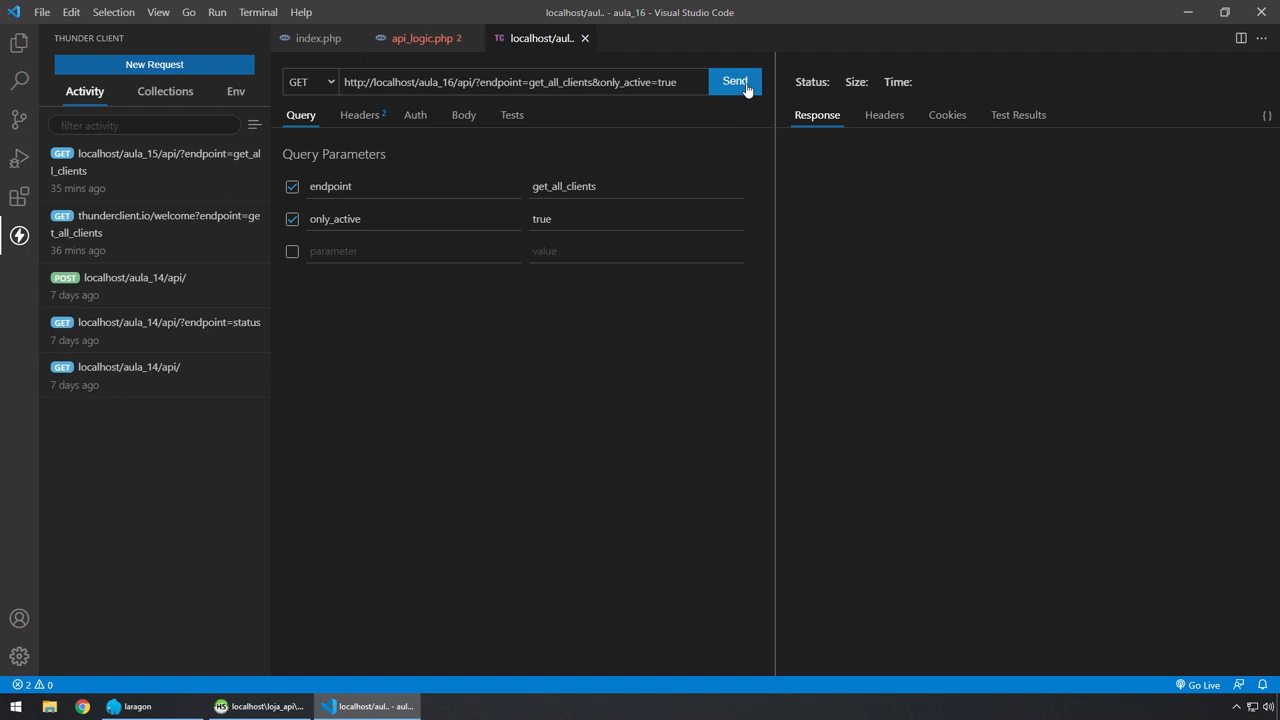 File Edit Selection View Go Run Terminal Help
localhost/aul.. - aula_16 - Visual Studio Code
THUNDER CLIENT
New Request
Activity Collections Env
filter activity
GET localhost/aula_15/api/?endpoint=get_al
l_clients
35 mins ago
GET thunderclient.io/welcome?endpoint=ge
t_all_clients
36 mins ago
POST localhost/aula_14/api/
7 days ago
GET localhost/aula_14/api/?endpoint=status
7 days ago
GET localhost/aula_14/api/
7 days ago
index.php
api_logic.php 2
TC localhost/aul..
GET http://localhost/aula_16/api/?endpoint=get_all_clients&only_active=true Send
Query Headers 2 Auth Body Tests
Query Parameters
endpoint get_all_clients
only_active true
parameter value
Status: Size: Time:
Response Headers Cookies Test Results { }
2 0
Go Live
laragon
HS localhost\loja_api\...
localhost/aul.. - aul...